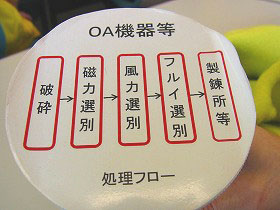 OA機器等
破砕
磁力選別
風力選別
フルイ選別
製錬所等
処理フロー